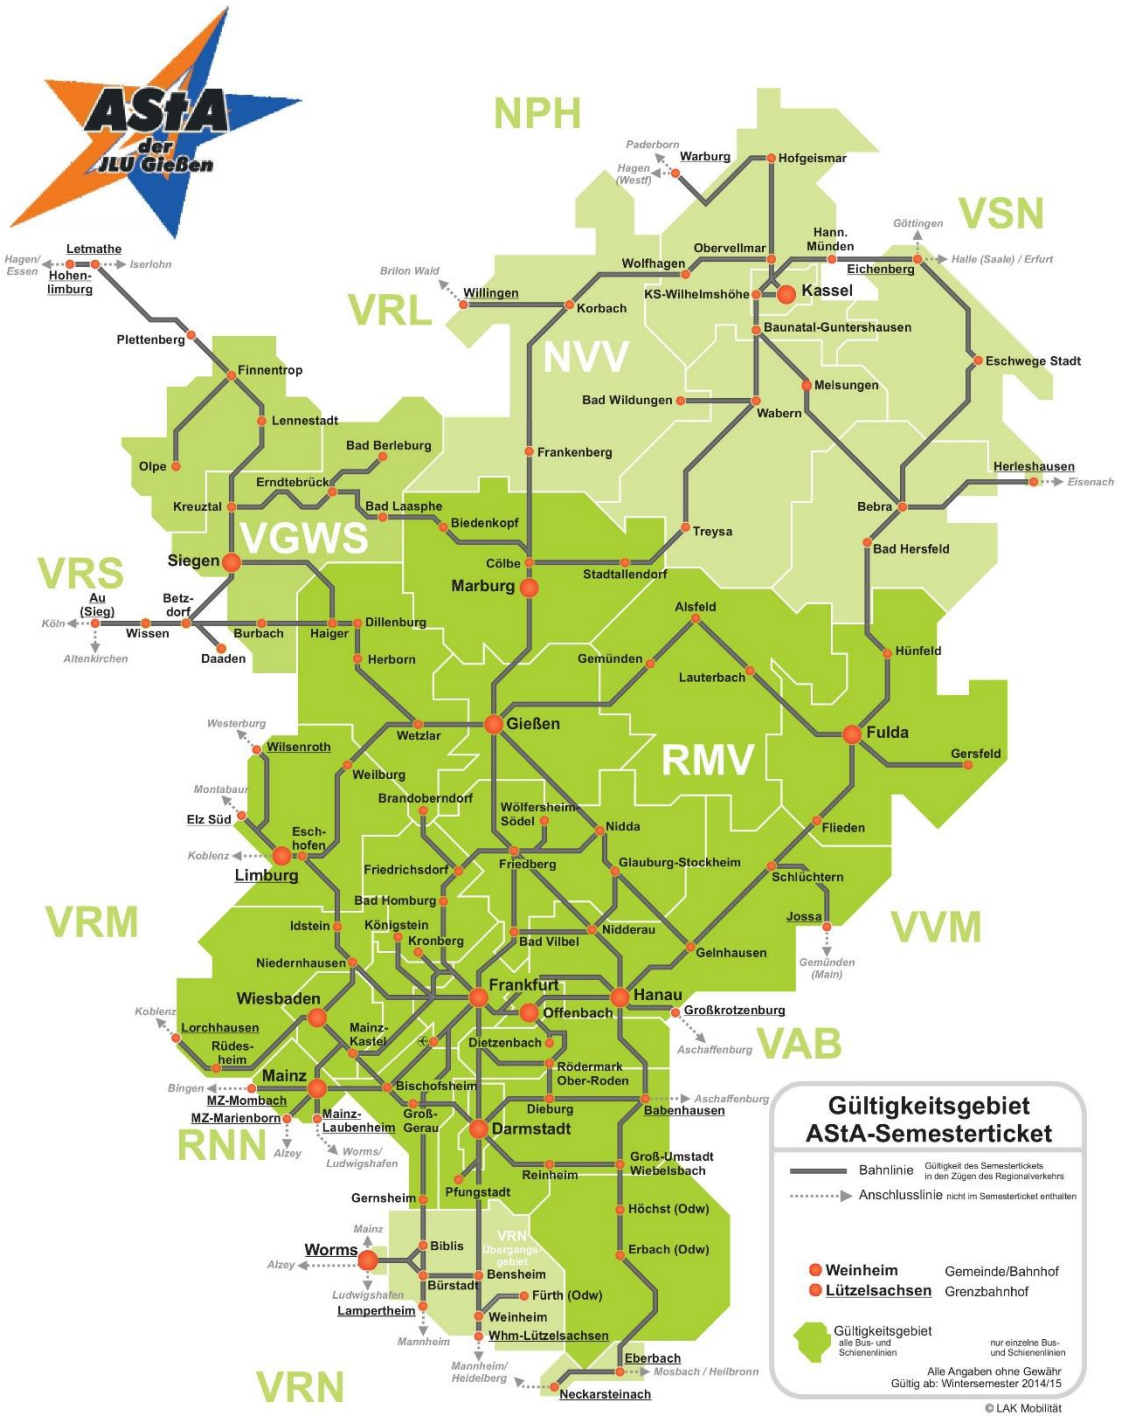 AStA
der
JLU Gießen
NPH
Paderborn
Hagen
(Westf)
Warburg
Hofgeismar
VSN
Göttingen
Hann.
Münden
Obervellmar
Eichenberg
Halle (Saale) / Erfurt
Wolfhagen
Letmathe
Hagen/
Essen
Iserlohn
Hohen-
limburg
Brilon Wald
Willingen
KS-Wilhelmshöhe
Kassel
VRL
Korbach
Baunatal-Guntershausen
Plettenberg
NVV
Eschwege Stadt
Finnentrop
Melsungen
Bad Wildungen
Wabern
Lennestadt
Bad Berleburg
Frankenberg
Olpe
Herleshausen
Eisenach
Erndtebrück
Kreuztal
Bad Laasphe
Bebra
Biedenkopf
VGWS
Treysa
Bad Hersfeld
Siegen
Cölbe
Stadtallendorf
VRS
Marburg
Au
(Sieg)
Betz-
dorf
Alsfeld
Köln
Wissen
Burbach
Haiger
Dillenburg
Altenkirchen
Daaden
Herborn
Gemünden
Lauterbach
Hünfeld
Westerburg
Wilsenroth
Wetzlar
Gießen
Fulda
RMV
Gersfeld
Weilburg
Montabaur
Brandoberndorf
Wölfersheim-
Södel
Elz Süd
Esch-
hofen
Nidda
Flieden
Koblenz
Limburg
Friedrichsdorf
Friedberg
Glauburg-Stockheim
Schlüchtern
Bad Homburg
VRM
Idstein
Königstein
Kronberg
Bad Vilbel
Nidderau
Jossa
VVM
Gelnhausen
Niedernhausen
Gemünden
(Main)
Frankfurt
Hanau
Wiesbaden
Offenbach
Großkrotzenburg
Koblenz
Lorchhausen
Mainz-
Kastel
Dietzenbach
Aschaffenburg
VAB
Rüdes-
heim
Rödermark
Ober-Roden
Mainz
Bingen
MZ-Mombach
Bischofsheim
Aschaffenburg
Babenhausen
MZ-Marienborn
Mainz-
Laubenheim
Groß-
Gerau
Dieburg
Darmstadt
RNN
Alzey
Worms/
Ludwigshafen
Groß-Umstadt
Wiebelsbach
Reinheim
Pfungstadt
Gernsheim
Höchst (Odw)
Mainz
VRN
Übergangs-
gebiet
Worms
Biblis
Erbach (Odw)
Alzey
Bensheim
Bürstadt
Ludwigshafen
Fürth (Odw)
Lampertheim
Weinheim
Mannheim
Whm-Lützelsachsen
Mannheim/
Heidelberg
Eberbach
Mosbach / Heilbronn
VRN
Neckarsteinach
Gültigkeitsgebiet
AStA-Semesterticket
Bahnlinie Gültigkeit des Semestertickets
in den Zügen des Regionalverkehrs
Anschlusslinie nicht im Semesterticket enthalten
Weinheim Gemeinde/Bahnhof
Lützelsachsen Grenzbahnhof
Gültigkeitsgebiet
alle Bus- und
Schienenlinien
nur einzelne Bus-
und Schienenlinien
Alle Angaben ohne Gewähr
Gültig ab: Wintersemester 2014/15
© LAK Mobilität